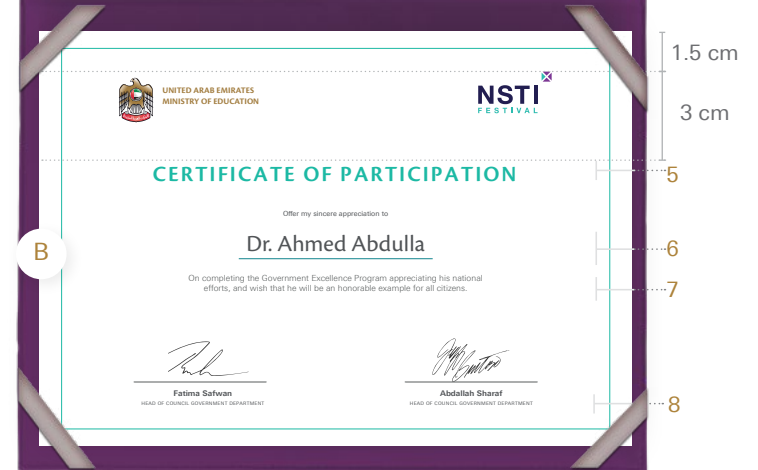 1.5 cm
UNITED ARAB EMIRATES
MINISTRY OF EDUCATION
NSTI
FESTIVAL
3 cm
CERTIFICATE OF PARTICIPATION
5
Offer my sincere appreciation to
Dr. Ahmed Abdulla
6
B
On completing the Government Excellence Program appreciating his national
efforts, and wish that he will be an honorable example for all citizens.
7
Fatima Safwan
HEAD OF COUNCIL GOVERNMENT DEPARTMENT
Abdallah Sharaf
HEAD OF COUNCIL GOVERNMENT DEPARTMENT
8